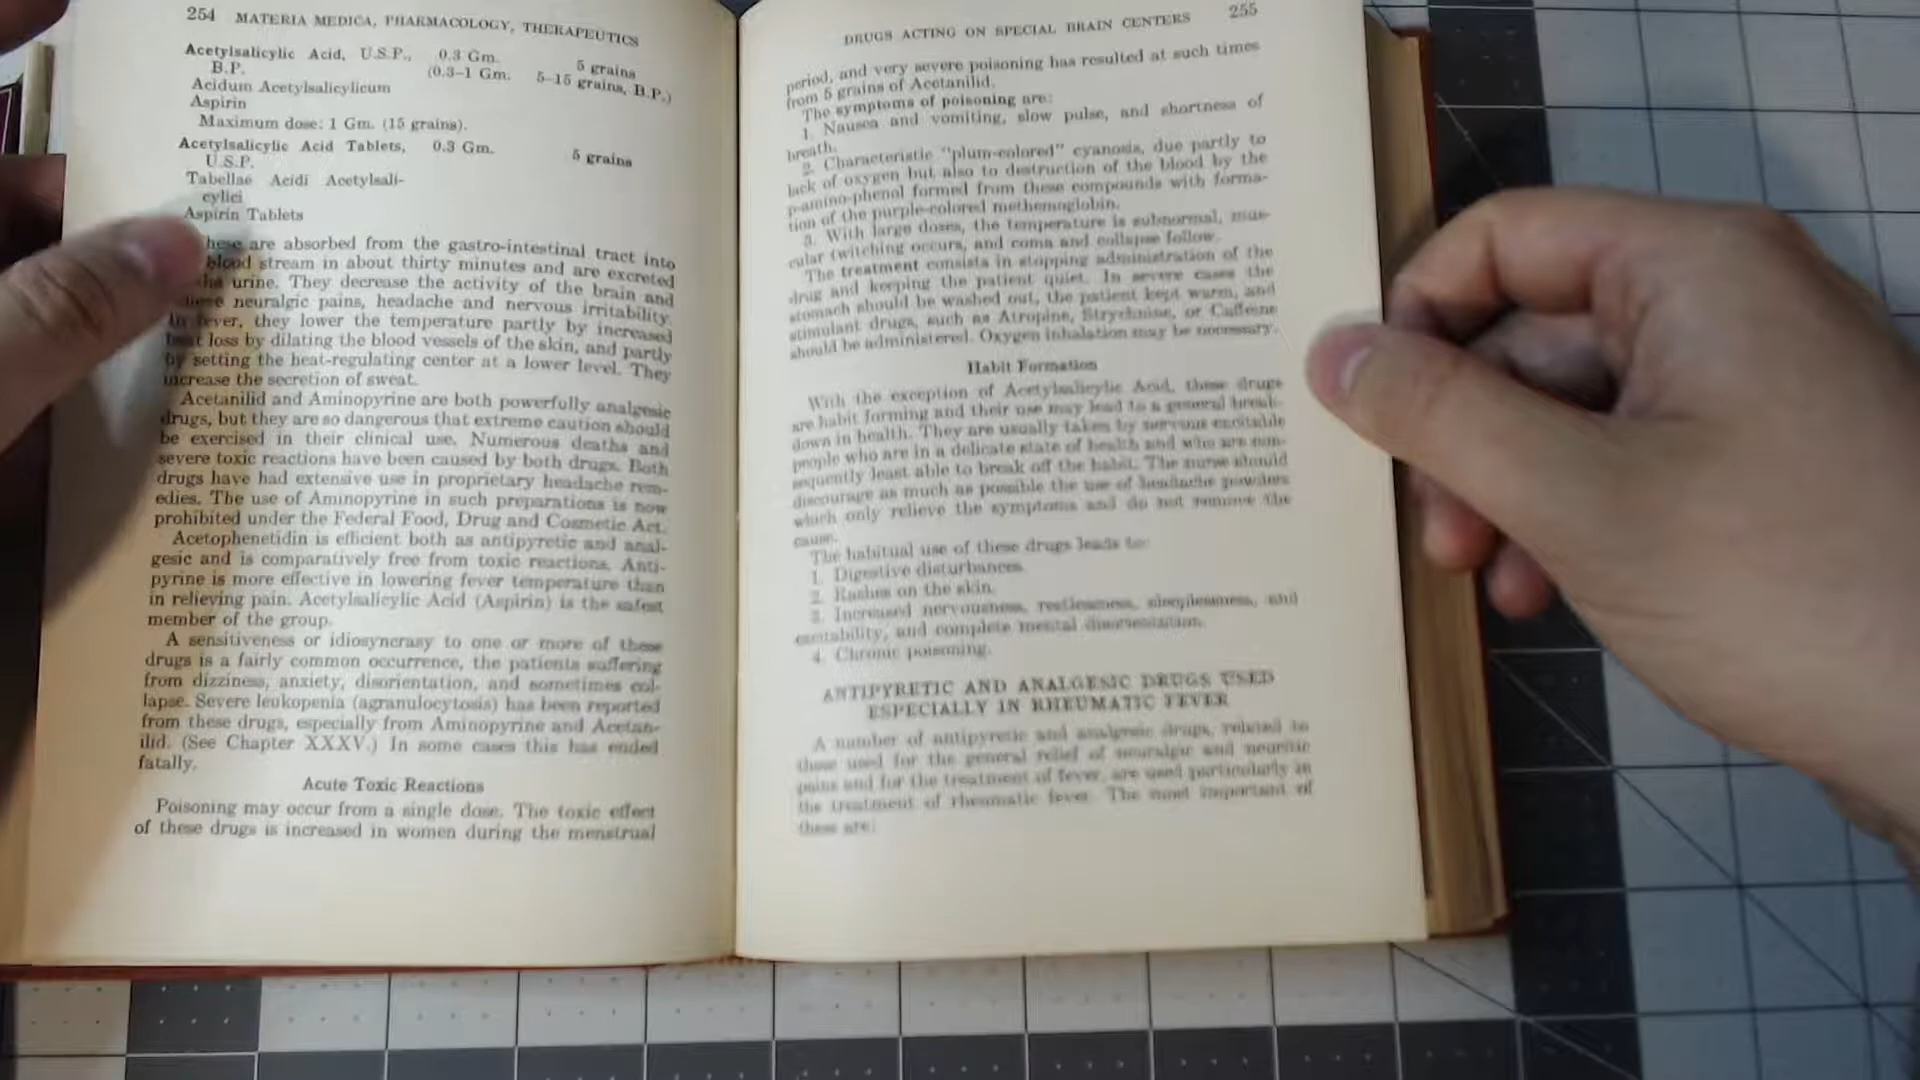 254 MATERIA MEDICA, PHARMACOLOGY, THERAPEUTICS
Acetylsalicylic Acid, U.S.P., 0.3 Gm. 5 grains
B.P. (0.3–1 Gm. 5–15 grains, B.P.)
Acidum Acetylsalicylicum
Aspirin
Maximum dose: 1 Gm. (15 grains).
Acetylsalicylic Acid Tablets, 0.3 Gm. 5 grains
U.S.P.
Tabellae Acidi Acetylsali-
cylici
Aspirin Tablets
hese are absorbed from the gastro-intestinal tract into
blood stream in about thirty minutes and are excreted
urine. They decrease the activity of the brain and
neuralgic pains, headache and nervous irritability.
In fever, they lower the temperature partly by increased
heat loss by dilating the blood vessels of the skin, and partly
by setting the heat-regulating center at a lower level. They
increase the secretion of sweat.
Acetanilid and Aminopyrine are both powerfully analgesic
drugs, but they are so dangerous that extreme caution should
be exercised in their clinical use. Numerous deaths and
severe toxic reactions have been caused by both drugs. Both
drugs have had extensive use in proprietary headache rem-
edies. The use of Aminopyrine in such preparations is now
prohibited under the Federal Food, Drug and Cosmetic Act.
Acetophenetidin is efficient both as antipyretic and anal-
gesic and is comparatively free from toxic reactions. Anti-
pyrine is more effective in lowering fever temperature than
in relieving pain. Acetylsalicylic Acid (Aspirin) is the safest
member of the group.
A sensitiveness or idiosyncrasy to one or more of these
drugs is a fairly common occurrence, the patients suffering
from dizziness, anxiety, disorientation, and sometimes col-
lapse. Severe leukopenia (agranulocytosis) has been reported
from these drugs, especially from Aminopyrine and Acetan-
ilid. (See Chapter XXXV.) In some cases this has ended
fatally.
Acute Toxic Reactions
Poisoning may occur from a single dose. The toxic effect
of these drugs is increased in women during the menstrual
DRUGS ACTING ON SPECIAL BRAIN CENTERS 255
period, and very severe poisoning has resulted at such times
from 5 grains of Acetanilid.
The symptoms of poisoning are:
1. Nausea and vomiting, slow pulse, and shortness of
breath.
2. Characteristic "plum-colored" cyanosis, due partly to
lack of oxygen but also to destruction of the blood by the
p-amino-phenol formed from these compounds with forma-
tion of the purple-colored methemoglobin.
3. With large doses, the temperature is subnormal, mus-
cular twitching occurs, and coma and collapse follow.
The treatment consists in stopping administration of the
drug and keeping the patient quiet. In severe cases the
stomach should be washed out, the patient kept warm, and
stimulant drugs, such as Atropine, Strychnine, or Caffeine
should be administered. Oxygen inhalation may be necessary.
Habit Formation
With the exception of Acetylsalicylic Acid, these drugs
are habit forming and their use may lead to a general break-
down in health. They are usually taken by nervous excitable
people who are in a delicate state of health and who are con-
sequently least able to break off the habit. The nurse should
discourage as much as possible the use of headache powders
which only relieve the symptoms and do not remove the
cause.
The habitual use of these drugs leads to:
1. Digestive disturbances.
2. Rashes on the skin.
3. Increased nervousness, restlessness, sleeplessness, and
excitability, and complete mental disorientation.
4. Chronic poisoning.
ANTIPYRETIC AND ANALGESIC DRUGS USED
ESPECIALLY IN RHEUMATIC FEVER
A number of antipyretic and analgesic drugs, related to
those used for the general relief of neuralgic and neuritic
pains and for the treatment of fever, are used particularly in
the treatment of rheumatic fever. The most important of
these are: